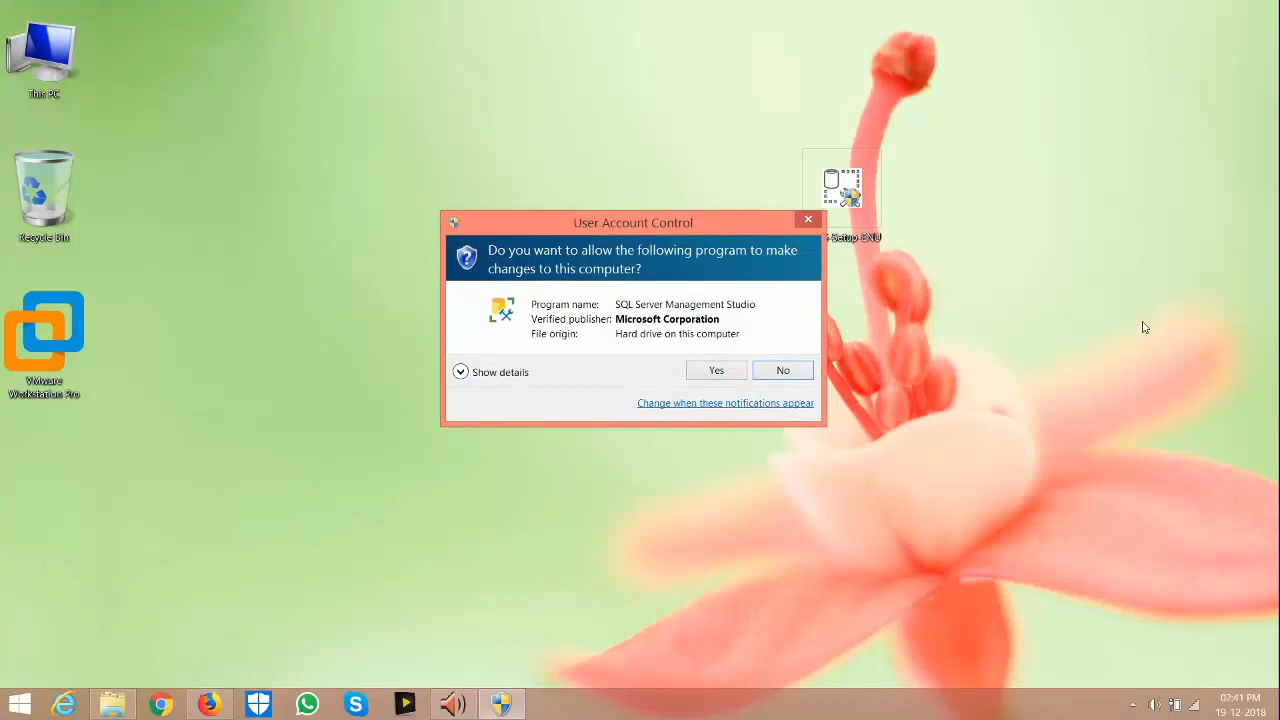 This PC
Recycle Bin
VMware
Workstation Pro
-Setup-ENU
User Account Control
Do you want to allow the following program to make
changes to this computer?
Program name: SQL Server Management Studio
Verified publisher: Microsoft Corporation
File origin: Hard drive on this computer
Show details
Yes
No
Change when these notifications appear
02:41 PM
19-12-2018